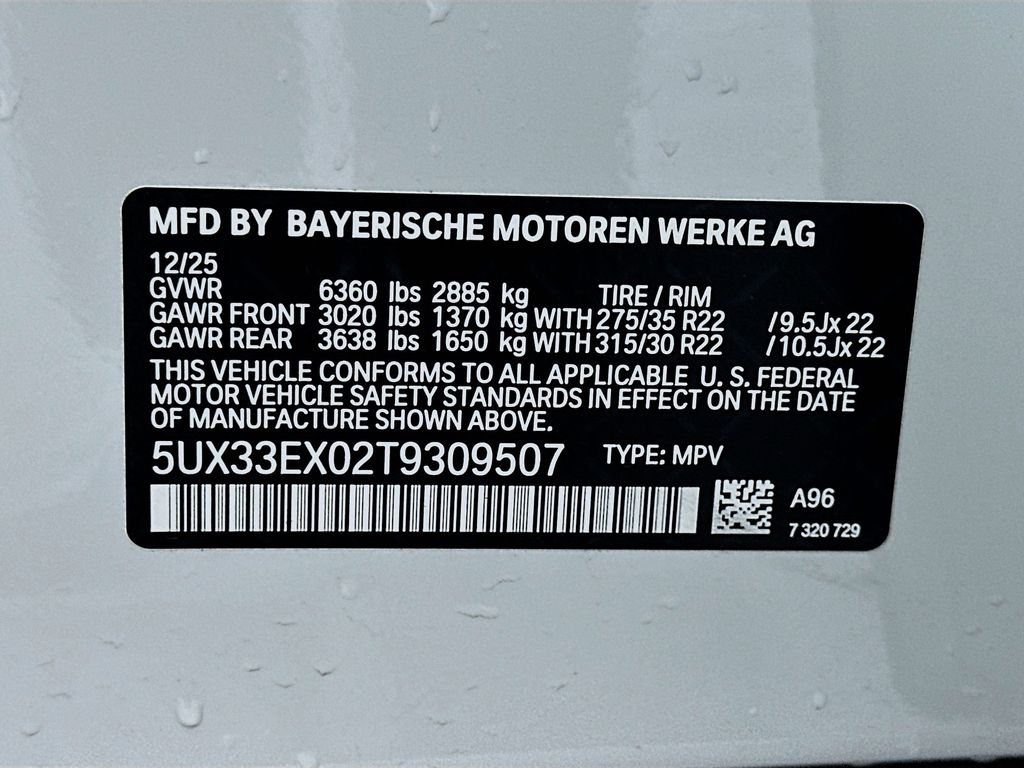 MFD BY BAYERISCHE MOTOREN WERKE AG
12/25
GVWR 6360 lbs 2885 kg TIRE / RIM
GAWR FRONT 3020 lbs 1370 kg WITH 275/35 R22 /9.5Jx 22
GAWR REAR 3638 lbs 1650 kg WITH 315/30 R22 /10.5Jx 22
THIS VEHICLE CONFORMS TO ALL APPLICABLE U. S. FEDERAL
MOTOR VEHICLE SAFETY STANDARDS IN EFFECT ON THE DATE
OF MANUFACTURE SHOWN ABOVE.
5UX33EX02T9309507 TYPE: MPV
A96
7 320 729